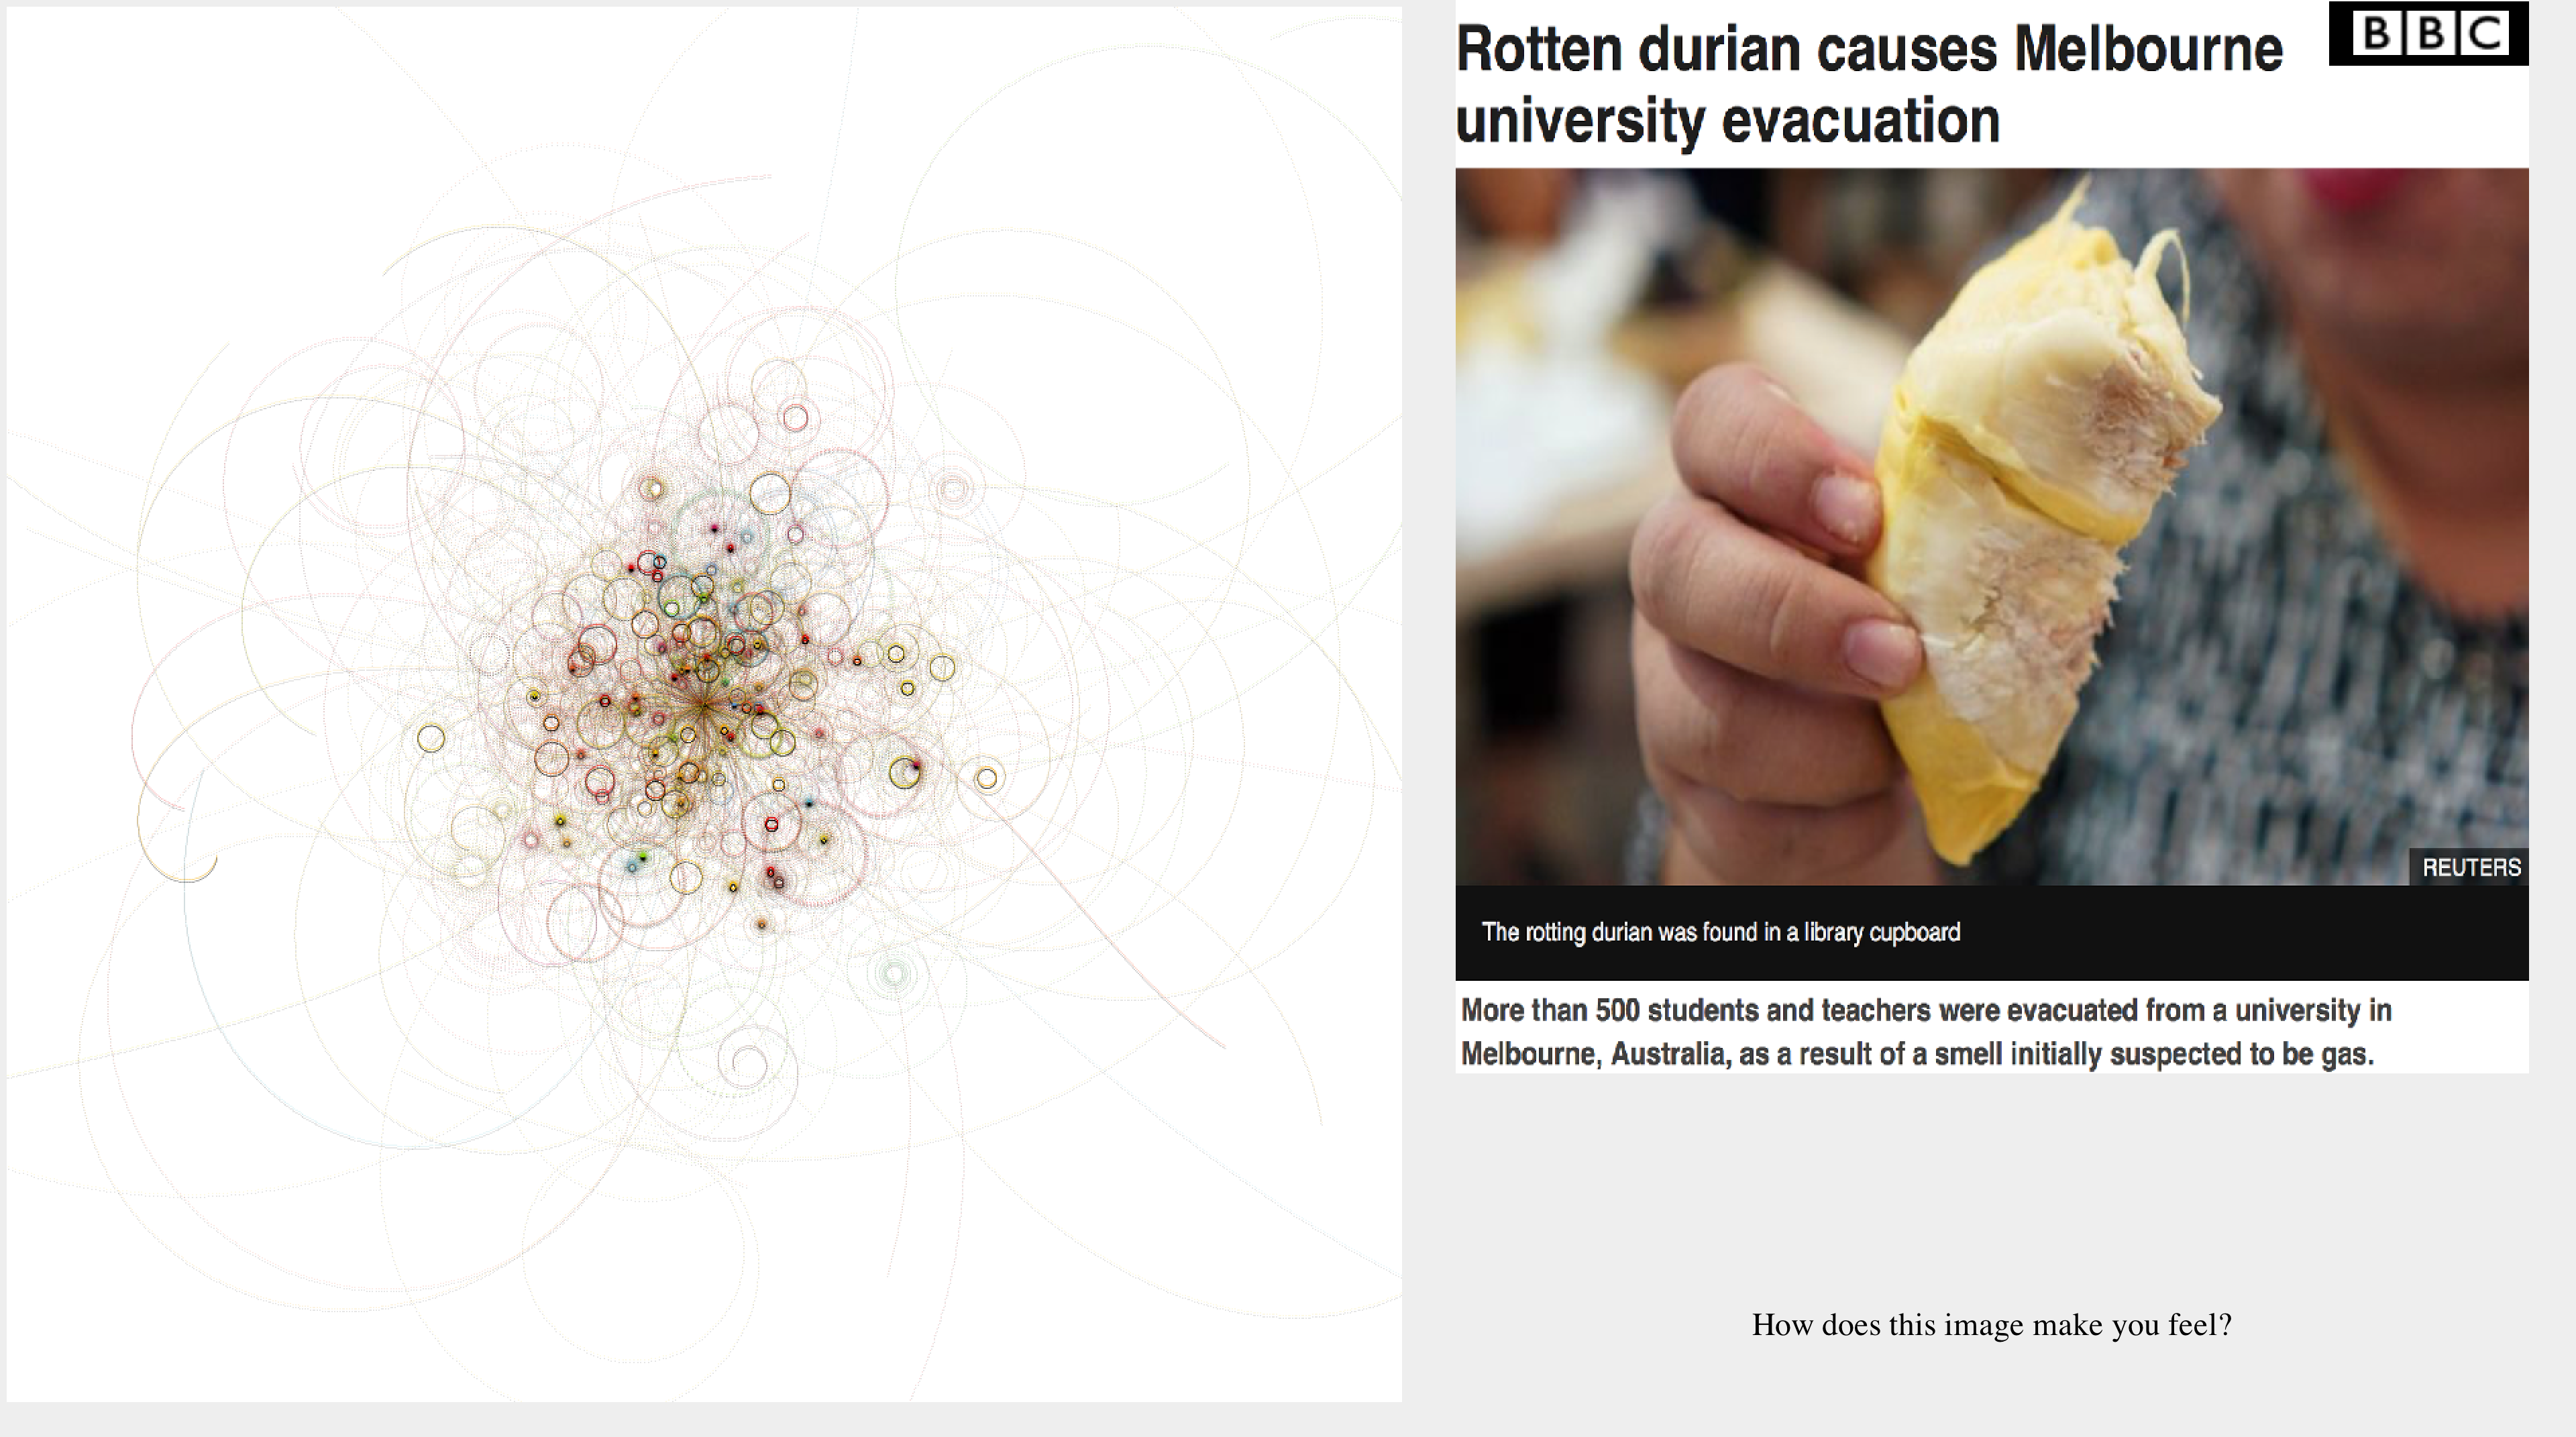 Rotten durian causes Melbourne
university evacuation
BBC
REUTERS
The rotting durian was found in a library cupboard
More than 500 students and teachers were evacuated from a university in
Melbourne, Australia, as a result of a smell initially suspected to be gas.
How does this image make you feel?